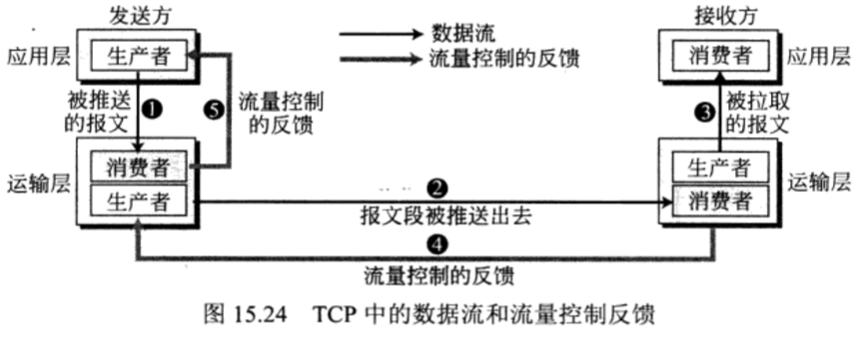 发送方
接收方
应用层
生产者
数据流
流量控制的反馈
消费者
应用层
被推送
的报文
❶
❺
流量控制
的反馈
❸
被拉取
的报文
运输层
消费者
生产者
❷
报文段被推送出去
生产者
消费者
运输层
❹
流量控制的反馈
图 15.24 TCP 中的数据流和流量控制反馈